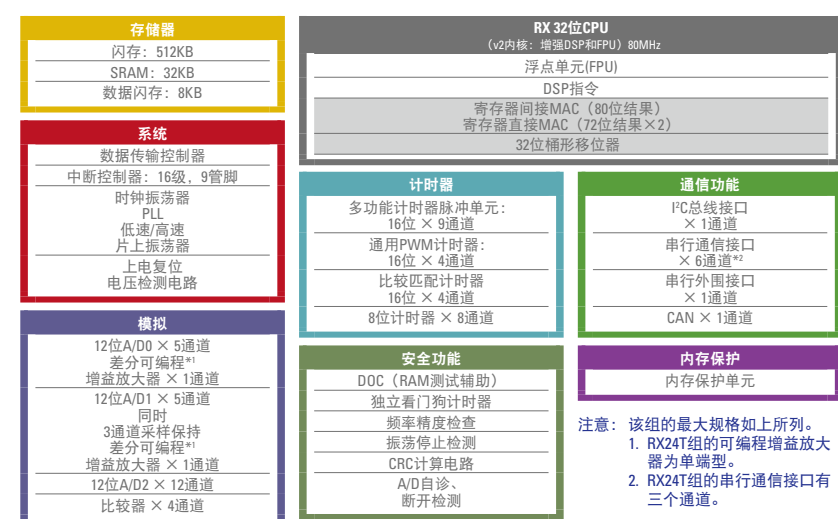 存储器
闪存：512KB
SRAM：32KB
数据闪存：8KB
系统
数据传输控制器
中断控制器：16级，9管脚
时钟振荡器
PLL
低速/高速
片上振荡器
上电复位
电压检测电路
模拟
12位A/D0 × 5通道
差分可编程*1
增益放大器 × 1通道
12位A/D1 × 5通道
同时
3通道采样保持
差分可编程*1
增益放大器 × 1通道
12位A/D2 × 12通道
比较器 × 4通道
RX 32位CPU
（v2内核：增强DSP和FPU）80MHz
浮点单元(FPU)
DSP指令
寄存器间接MAC（80位结果）
寄存器直接MAC（72位结果×2）
32位桶形移位器
计时器
多功能计时器脉冲单元：
16位 × 9通道
通用PWM计时器：
16位 × 4通道
比较匹配计时器
16位 × 4通道
8位计时器 × 8通道
安全功能
DOC（RAM测试辅助）
独立看门狗计时器
频率精度检查
振荡停止检测
CRC计算电路
A/D自诊、
断开检测
通信功能
I²C总线接口
× 1通道
串行通信接口
× 6通道*2
串行外围接口
× 1通道
CAN × 1通道
内存保护
内存保护单元
注意： 该组的最大规格如上所列。
1. RX24T组的可编程增益放大
器为单端型。
2. RX24T组的串行通信接口有
三个通道。